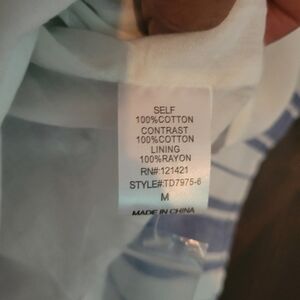 SELF
100%COTTON
CONTRAST
100%COTTON
LINING
100%RAYON
RN#:121421
STYLE#:TD7975-6
M
MADE IN CHINA